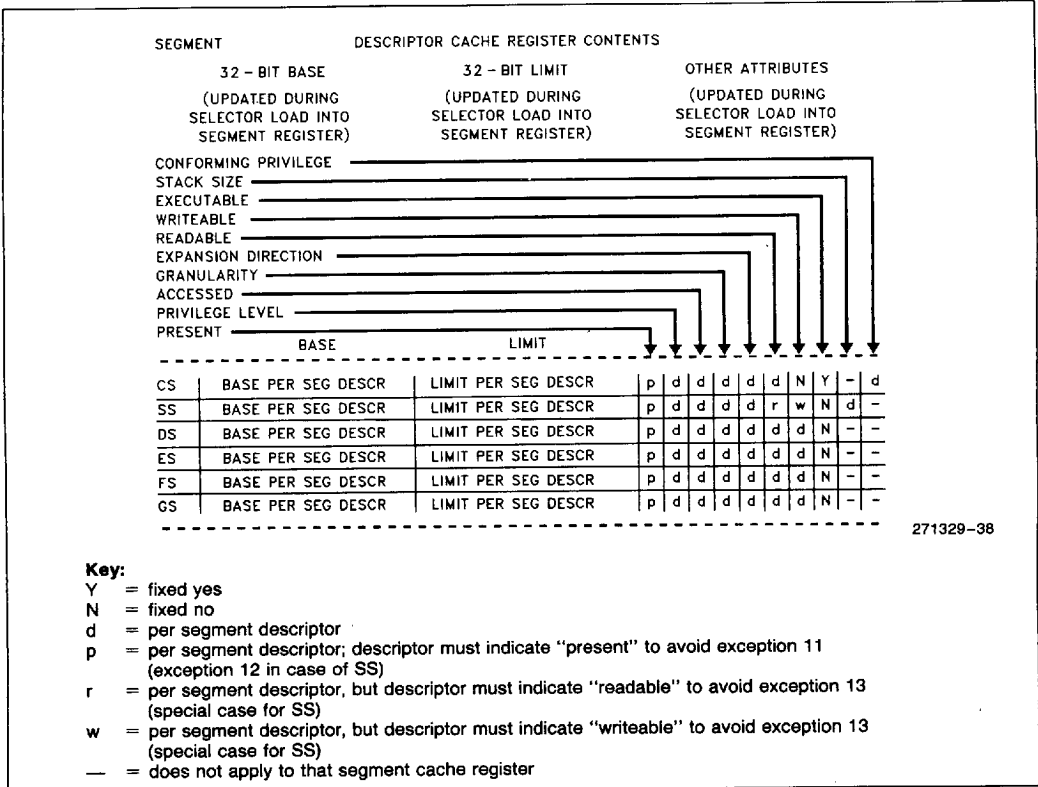 SEGMENT DESCRIPTOR CACHE REGISTER CONTENTS
32 – BIT BASE 32 – BIT LIMIT OTHER ATTRIBUTES
(UPDATED DURING (UPDATED DURING (UPDATED DURING
SELECTOR LOAD INTO SELECTOR LOAD INTO SELECTOR LOAD INTO
SEGMENT REGISTER) SEGMENT REGISTER) SEGMENT REGISTER)
CONFORMING PRIVILEGE
STACK SIZE
EXECUTABLE
WRITEABLE
READABLE
EXPANSION DIRECTION
GRANULARITY
ACCESSED
PRIVILEGE LEVEL
PRESENT
BASE LIMIT
CS BASE PER SEG DESCR LIMIT PER SEG DESCR p d d d d d N Y – d
SS BASE PER SEG DESCR LIMIT PER SEG DESCR p d d d d r w N d –
DS BASE PER SEG DESCR LIMIT PER SEG DESCR p d d d d d d N – –
ES BASE PER SEG DESCR LIMIT PER SEG DESCR p d d d d d d N – –
FS BASE PER SEG DESCR LIMIT PER SEG DESCR p d d d d d d N – –
GS BASE PER SEG DESCR LIMIT PER SEG DESCR p d d d d d d N – –
271329–38
Key:
Y = fixed yes
N = fixed no
d = per segment descriptor
p = per segment descriptor; descriptor must indicate "present" to avoid exception 11
(exception 12 in case of SS)
r = per segment descriptor, but descriptor must indicate "readable" to avoid exception 13
(special case for SS)
w = per segment descriptor, but descriptor must indicate "writeable" to avoid exception 13
(special case for SS)
— = does not apply to that segment cache register